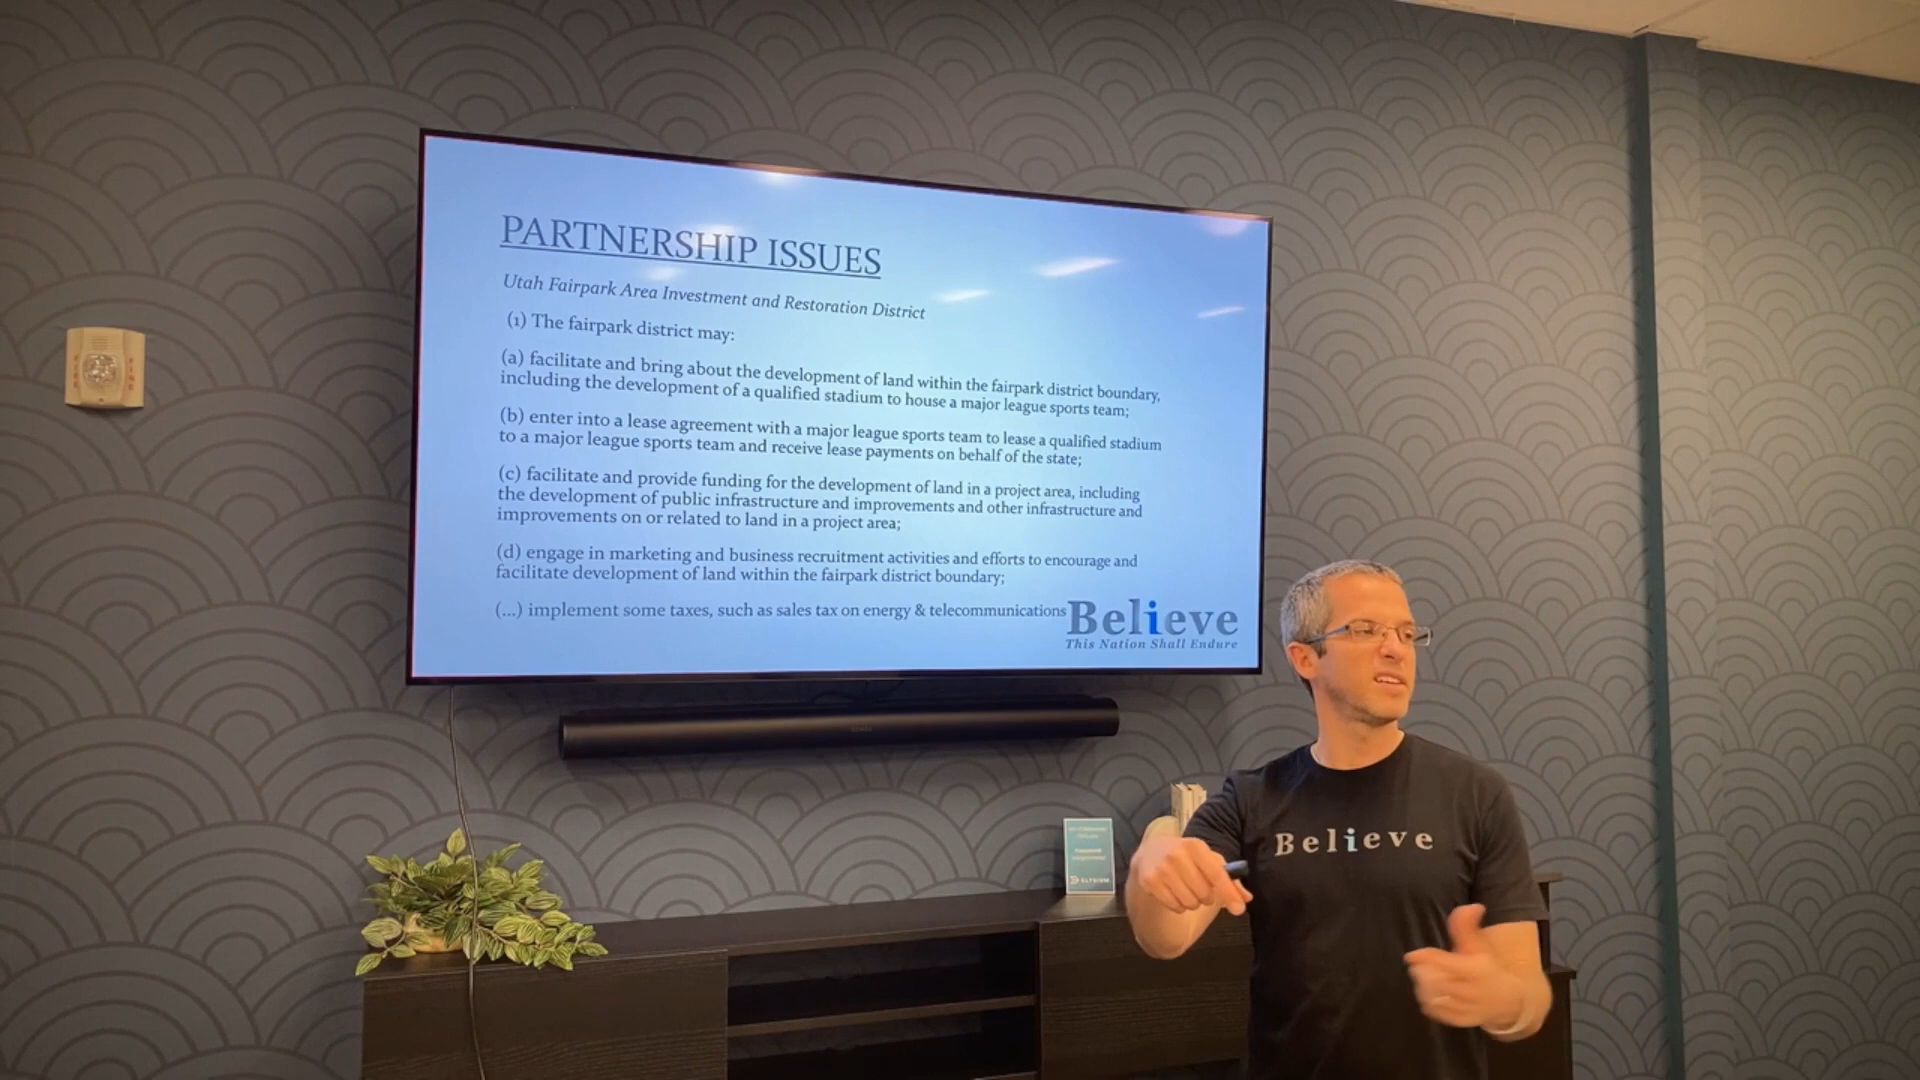 PARTNERSHIP ISSUES
Utah Fairpark Area Investment and Restoration District
(1) The fairpark district may:
(a) facilitate and bring about the development of land within the fairpark district boundary,
including the development of a qualified stadium to house a major league sports team;
(b) enter into a lease agreement with a major league sports team to lease a qualified stadium
to a major league sports team and receive lease payments on behalf of the state;
(c) facilitate and provide funding for the development of land in a project area, including
the development of public infrastructure and improvements and other infrastructure and
improvements on or related to land in a project area;
(d) engage in marketing and business recruitment activities and efforts to encourage and
facilitate development of land within the fairpark district boundary;
(...) implement some taxes, such as sales tax on energy & telecommunications
Believe
This Nation Shall Endure
FIRE
FIRE
Believe